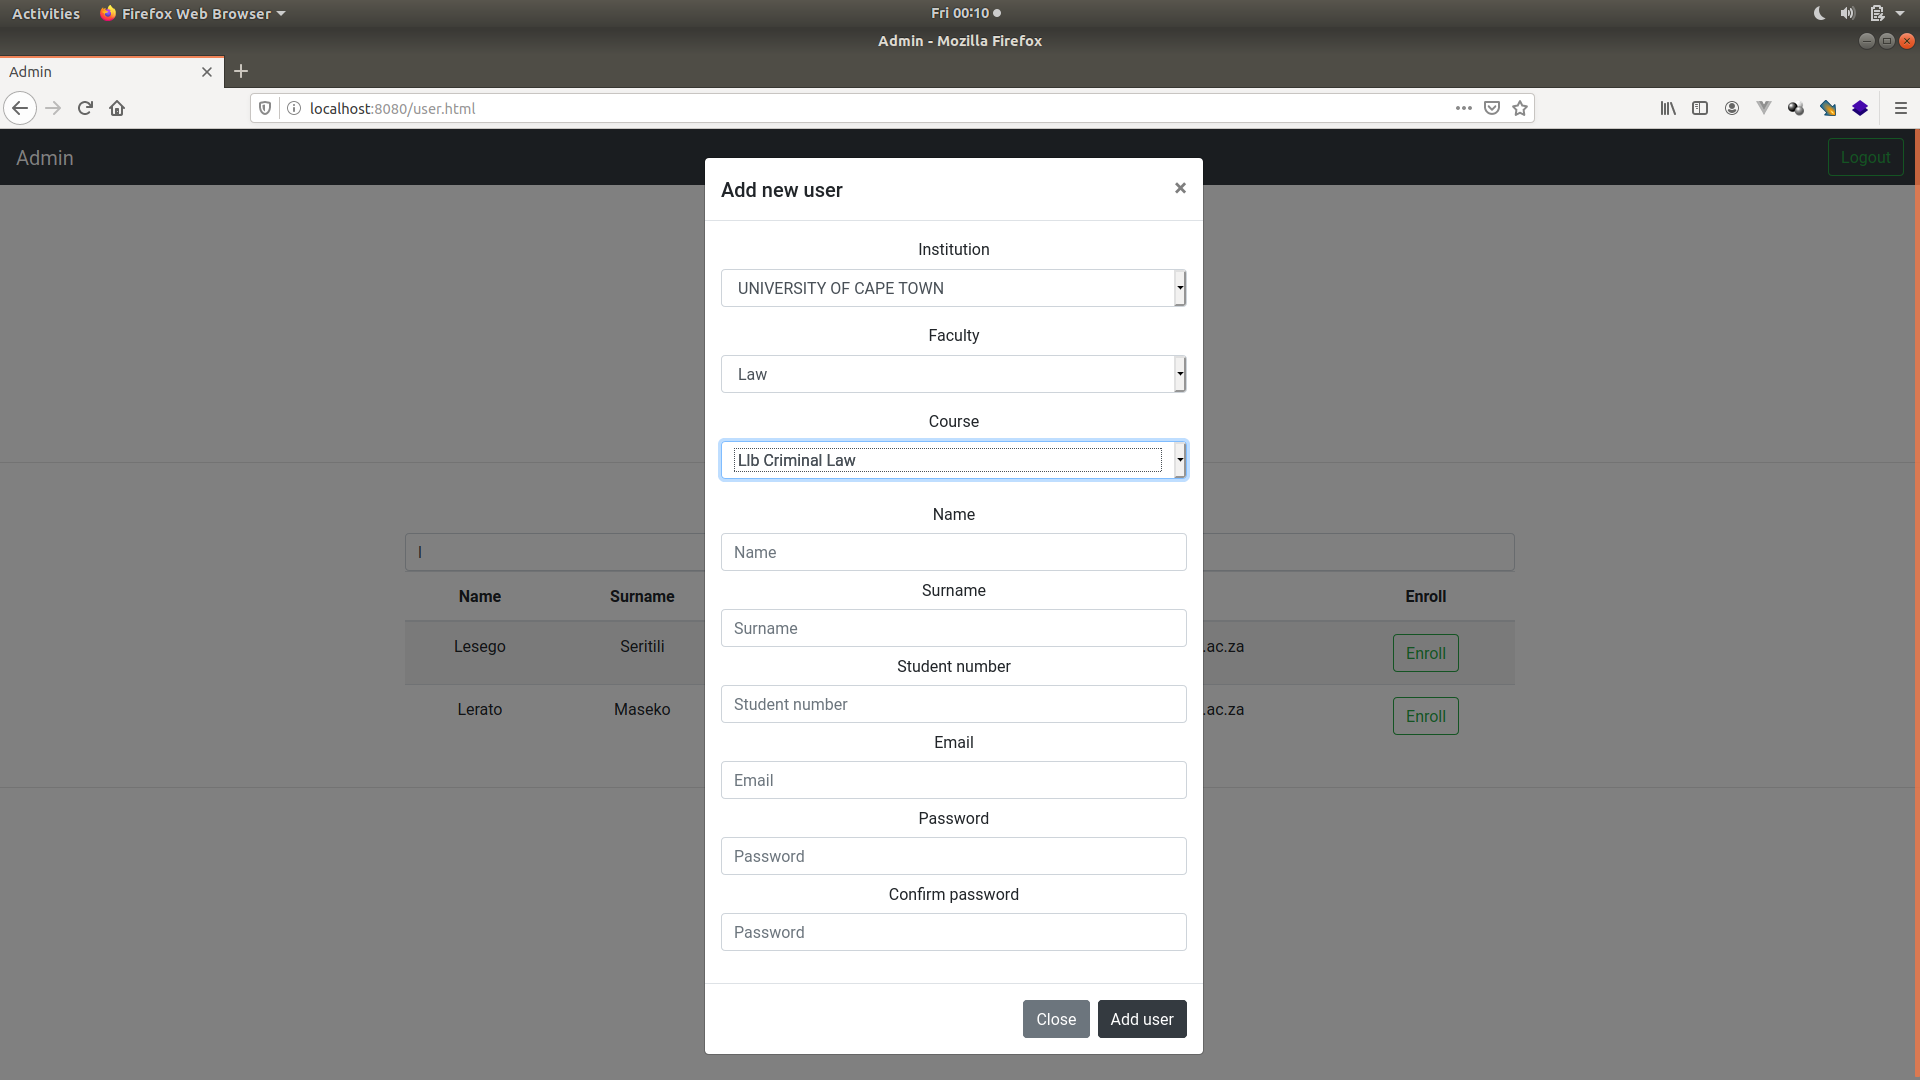 Activities Firefox Web Browser Fri 00:10
Admin - Mozilla Firefox
Admin
localhost:8080/user.html
Admin Logout
Add new user ×
Institution
UNIVERSITY OF CAPE TOWN
Faculty
Law
Course
Llb Criminal Law
Name
Name
l
Surname
Name Surname Enroll
Surname
Lesego Seritili .ac.za Enroll
Student number
Student number
Lerato Maseko .ac.za Enroll
Email
Email
Password
Password
Confirm password
Password
Close Add user